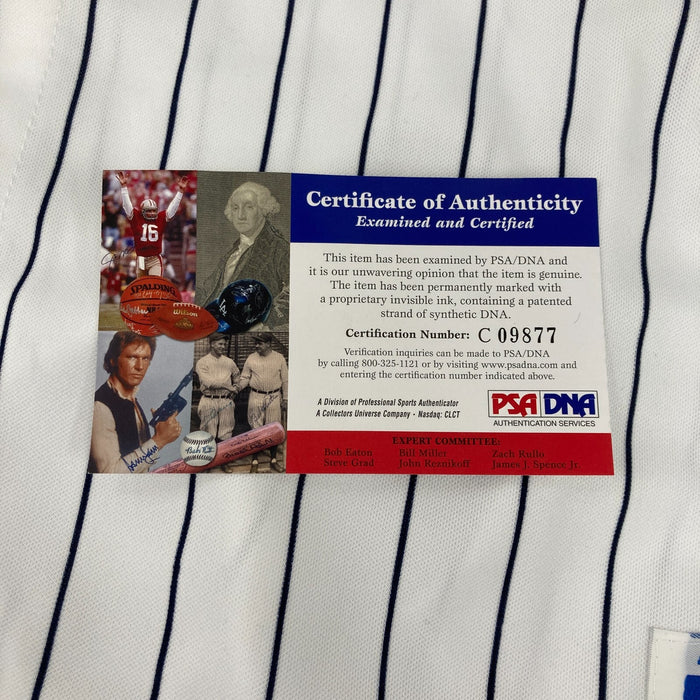 Certificate of Authenticity
Examined and Certified
This item has been examined by PSA/DNA and
it is our unwavering opinion that the item is genuine.
The item has been permanently marked with
a proprietary invisible ink, containing a patented
strand of synthetic DNA.
Certification Number: C 09877
Verification inquiries can be made to PSA/DNA
by calling 800-325-1121 or by visiting www.psadna.com and
entering the certification number indicated above.
A Division of Professional Sports Authenticator
A Collectors Universe Company - Nasdaq: CLCT
PSA DNA
AUTHENTICATION SERVICES
EXPERT COMMITTEE:
Bob Eaton Bill Miller Zach Rullo
Steve Grad John Reznikoff James J. Spence Jr.
16
SPALDING
Wilson
LA